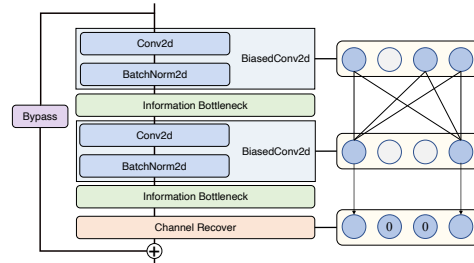 Conv2d
BiasedConv2d
BatchNorm2d
Information Bottleneck
Bypass
Conv2d
BiasedConv2d
BatchNorm2d
Information Bottleneck
Channel Recover
0 0